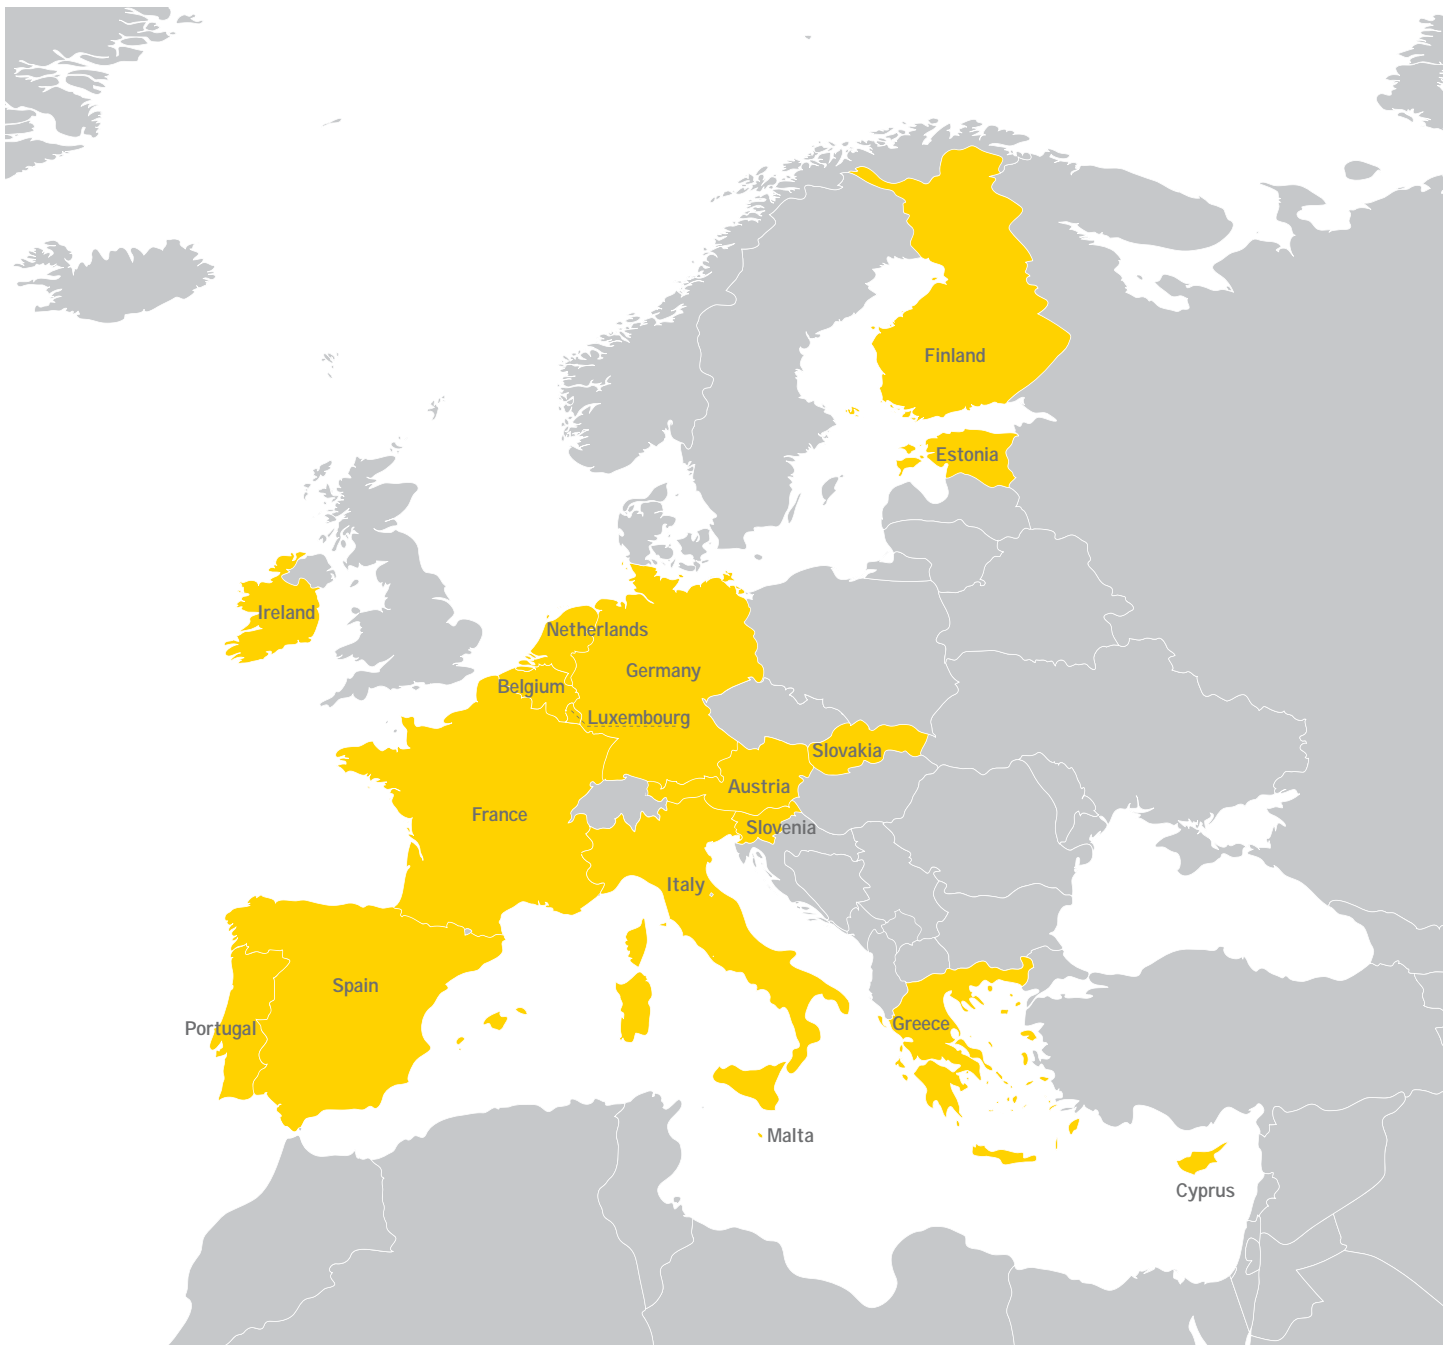 Finland
Estonia
Ireland
Netherlands
Germany
Belgium
Luxembourg
Slovakia
Austria
France
Slovenia
Italy
Spain
Greece
Portugal
Malta
Cyprus